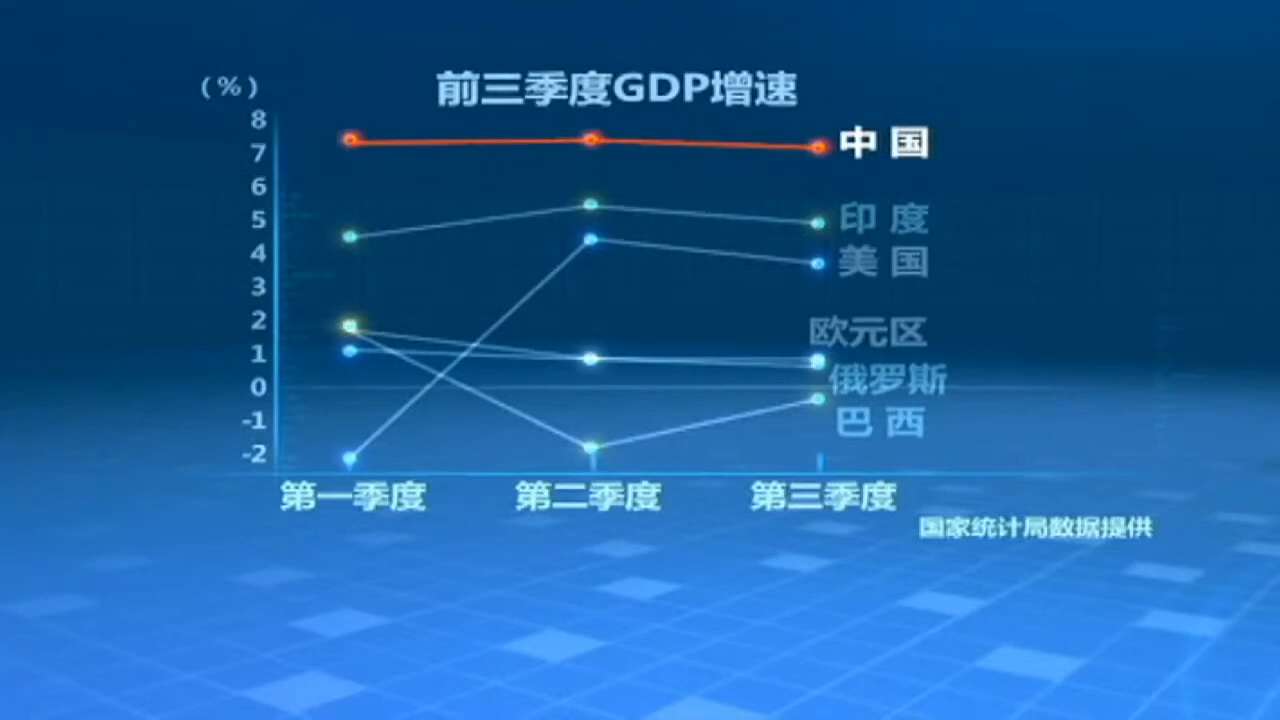 (%)
前三季度GDP增速
8
7
6
5
4
3
2
1
0
-1
-2
中国
印度
美国
欧元区
俄罗斯
巴西
第一季度 第二季度 第三季度
国家统计局数据提供